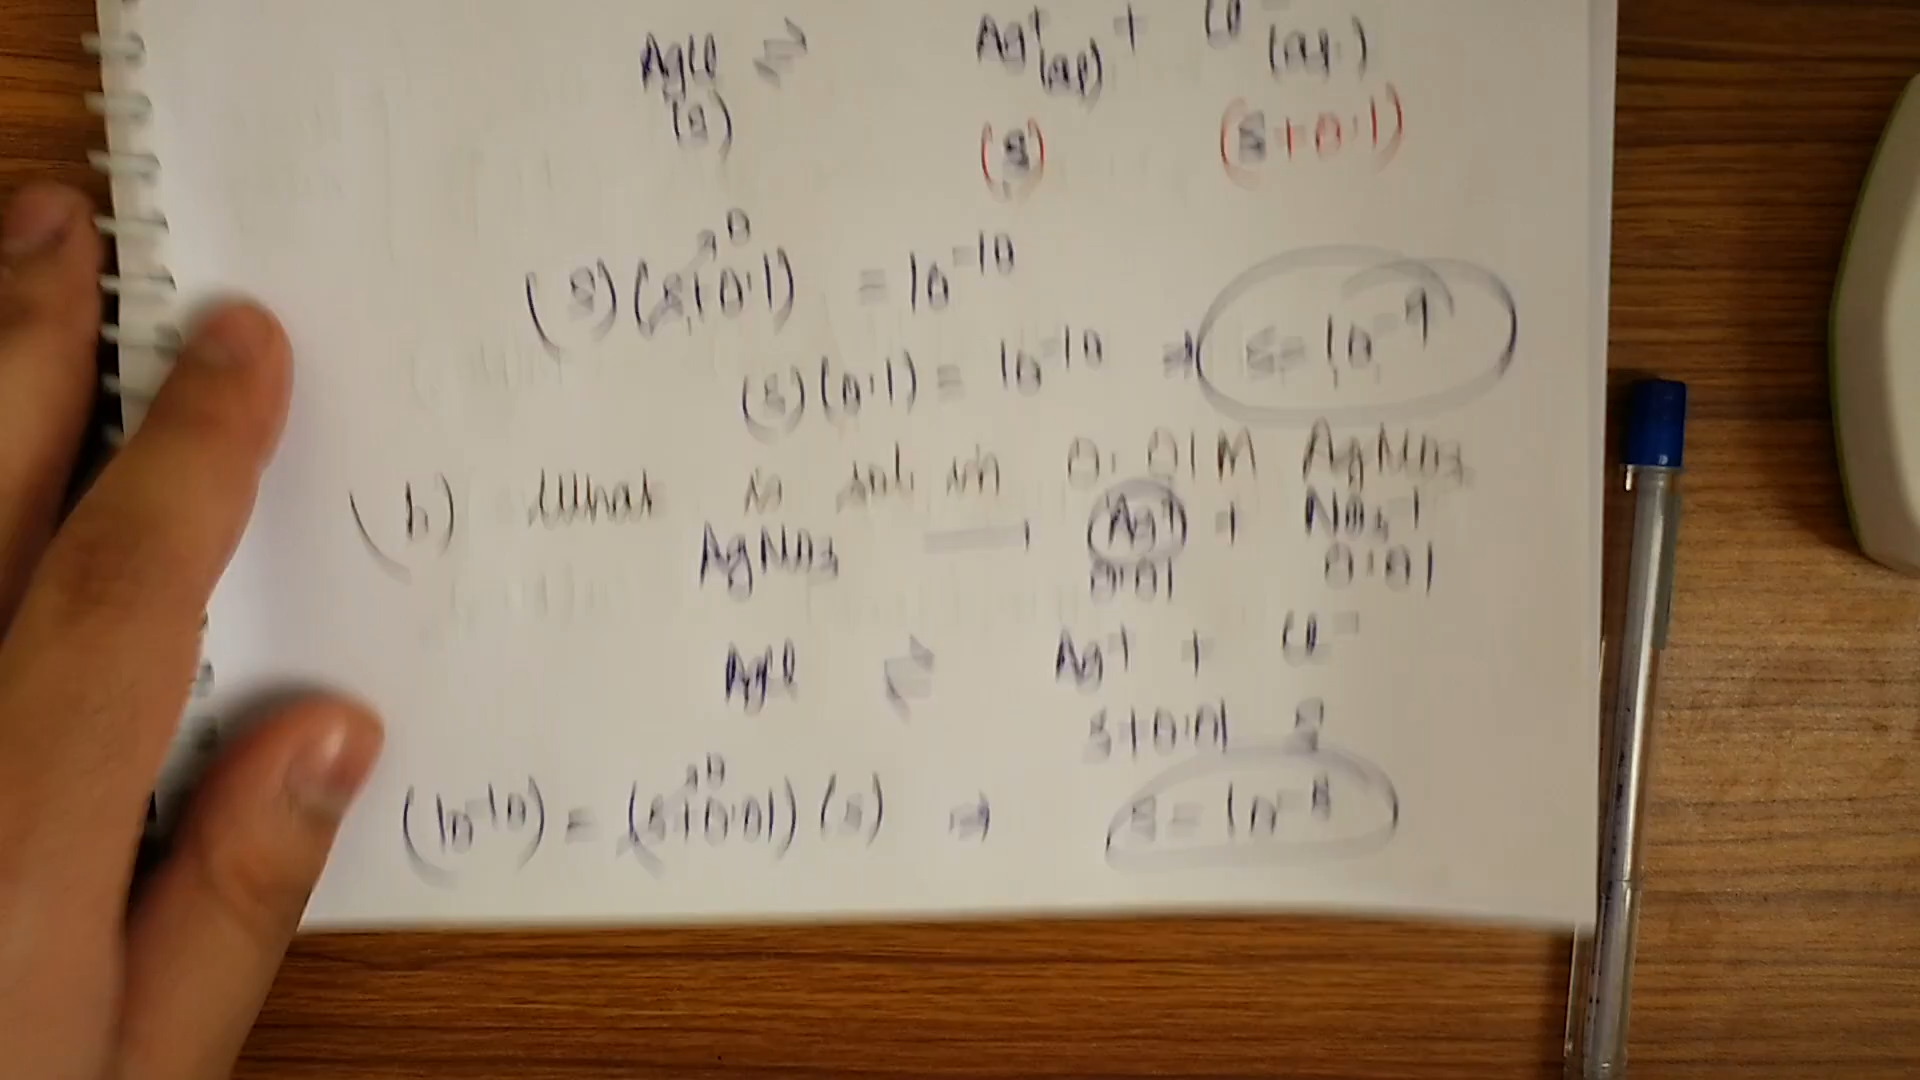 AgCl ⇌ Ag⁺(aq) + Cl⁻(aq.)
(s) (s) (s+0.1)
(s)(s+0.1) = 10⁻¹⁰
(s)(0.1) = 10⁻¹⁰ ⇒ s = 10⁻⁹
(b) What is sol. in 0.01M AgNO₃
AgNO₃ → Ag⁺ + NO₃⁻¹
0.01 0.01
AgCl ⇌ Ag⁺ + Cl⁻
s+0.01 s
(10⁻¹⁰) = (s+0.01)(s) ⇒ s = 10⁻⁸